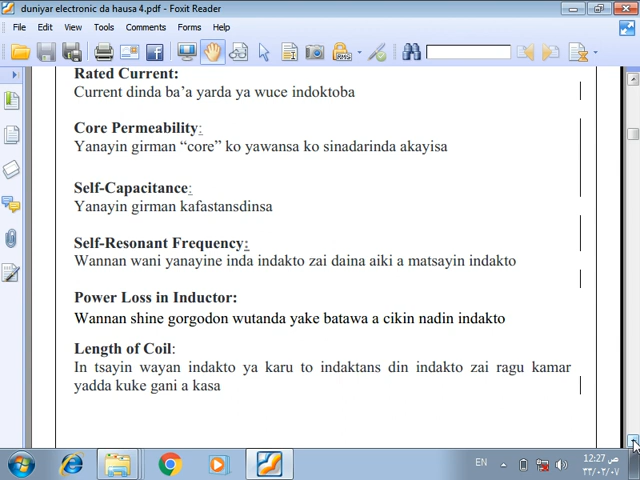 duniyar electronic da hausa 4.pdf - Foxit Reader
File Edit View Tools Comments Forms Help
Rated Current:
Current dinda ba’a yarda ya wuce indoktoba
Core Permeability:
Yanayin girman “core” ko yawansa ko sinadarinda akayisa
Self-Capacitance:
Yanayin girman kafastansdinsa
Self-Resonant Frequency:
Wannan wani yanayine inda indakto zai daina aiki a matsayin indakto
Power Loss in Inductor:
Wannan shine gorgodon wutanda yake batawa a cikin nadin indakto
Length of Coil:
In tsayin wayan indakto ya karu to indaktans din indakto zai ragu kamar
yadda kuke gani a kasa
EN
12:27 ص
٣٣/٠٢/٠٧